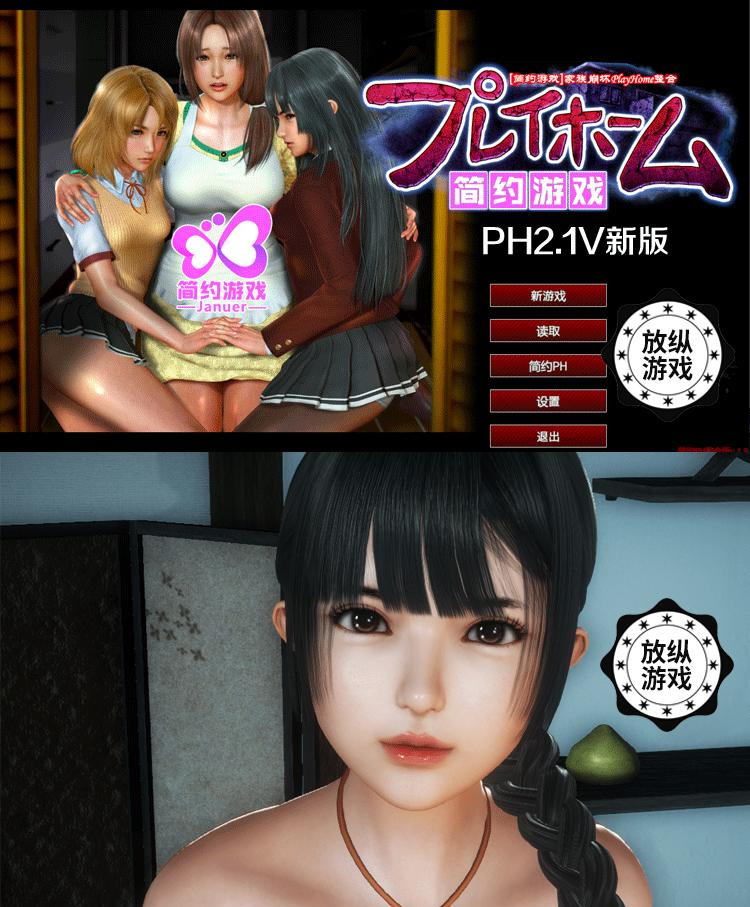 [简约游戏]家族崩坏PlayHome整合
プレイホーム
简约游戏
PH2.1V新版
简约游戏
Januer
新游戏
读取
简约PH
设置
退出
放纵
游戏
放纵
游戏